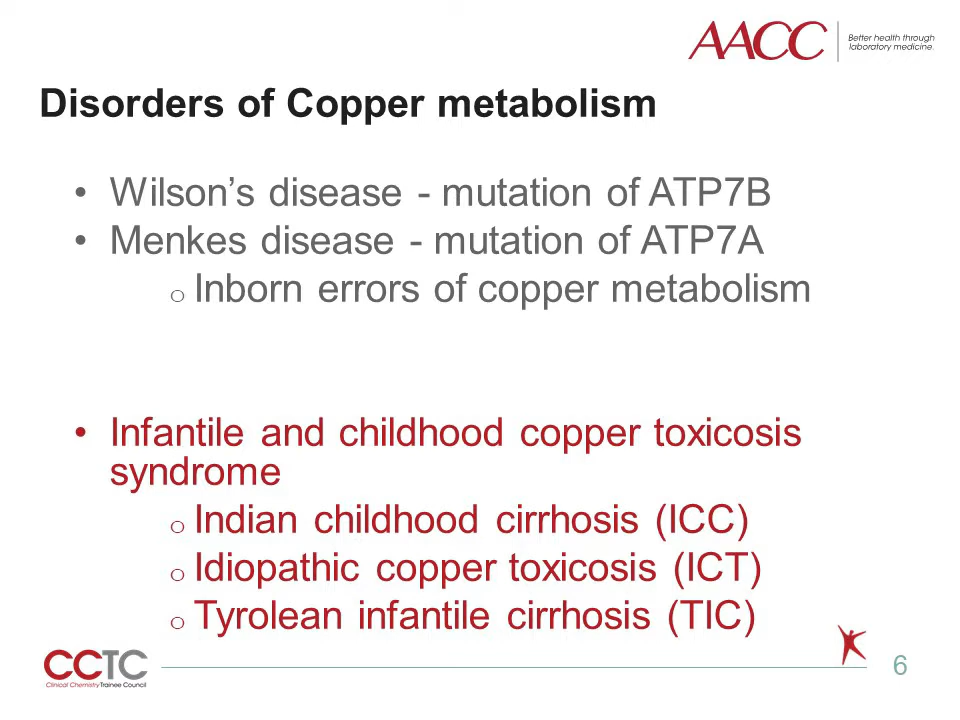 AACC
Better health through
laboratory medicine.
Disorders of Copper metabolism
• Wilson’s disease - mutation of ATP7B
• Menkes disease - mutation of ATP7A
o Inborn errors of copper metabolism
• Infantile and childhood copper toxicosis
syndrome
o Indian childhood cirrhosis (ICC)
o Idiopathic copper toxicosis (ICT)
o Tyrolean infantile cirrhosis (TIC)
CCTC
Clinical Chemistry Trainee Council
6